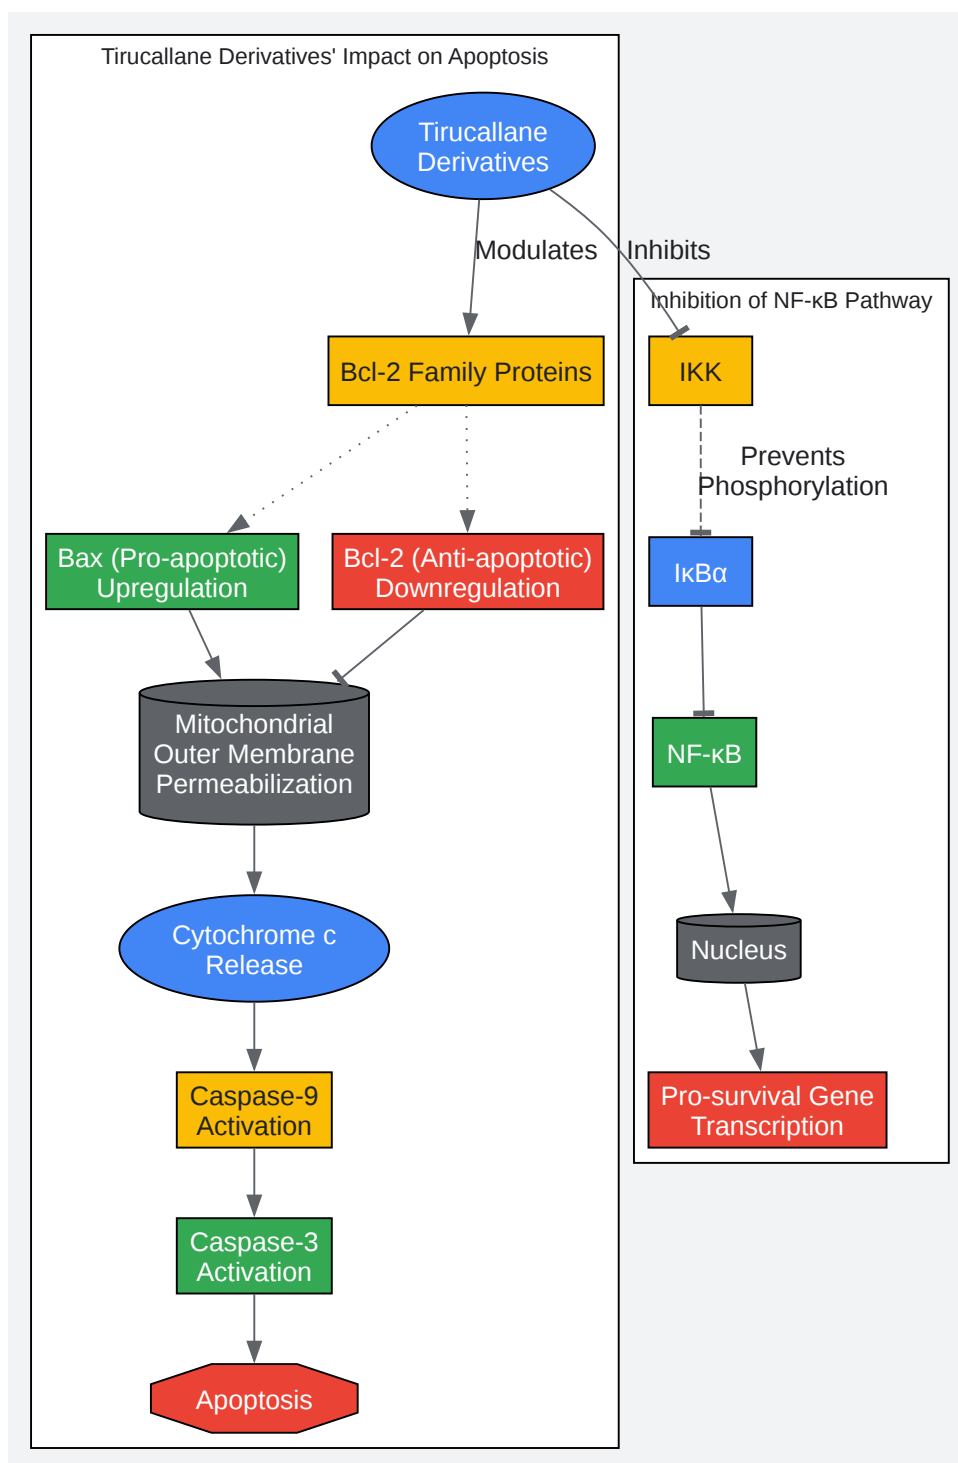 Tirucallane Derivatives' Impact on Apoptosis
Tirucallane
Derivatives
Modulates
Inhibits
Bcl-2 Family Proteins
Bax (Pro-apoptotic)
Upregulation
Bcl-2 (Anti-apoptotic)
Downregulation
Mitochondrial
Outer Membrane
Permeabilization
Cytochrome c
Release
Caspase-9
Activation
Caspase-3
Activation
Apoptosis
Inhibition of NF-κB Pathway
IKK
Prevents
Phosphorylation
IκBα
NF-κB
Nucleus
Pro-survival Gene
Transcription